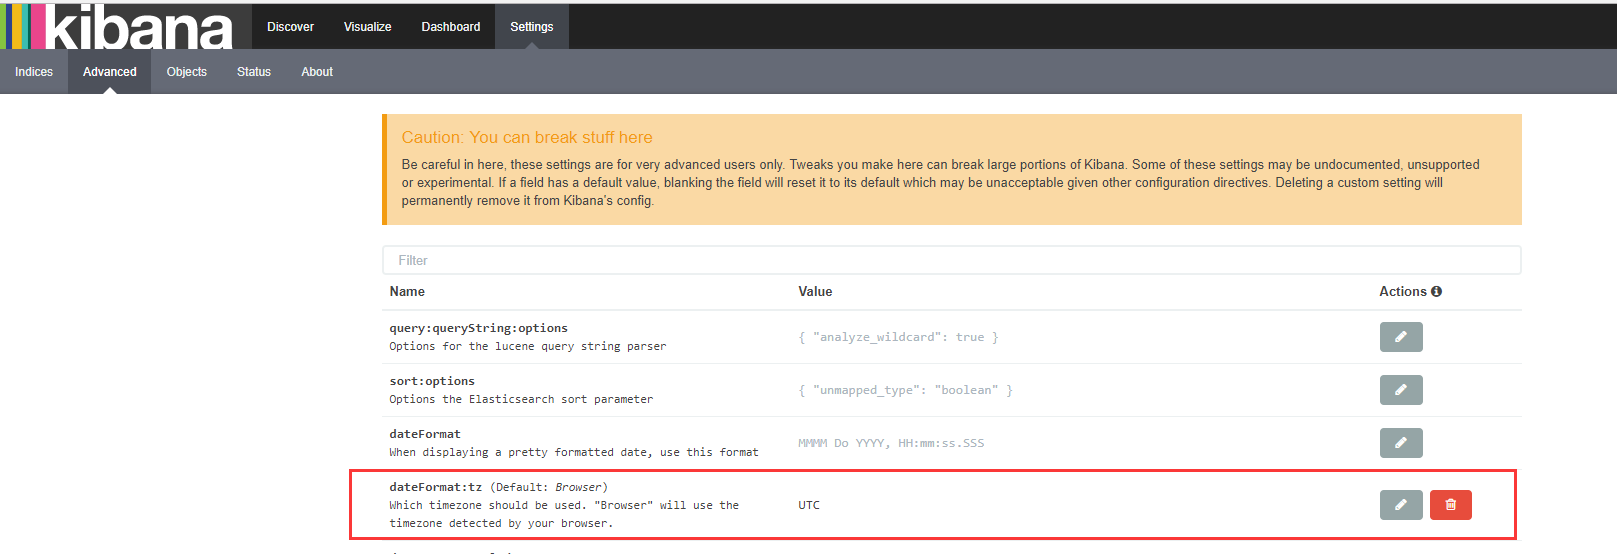 kibana
Discover Visualize Dashboard Settings
Indices Advanced Objects Status About
Caution: You can break stuff here
Be careful in here, these settings are for very advanced users only. Tweaks you make here can break large portions of Kibana. Some of these settings may be undocumented, unsupported
or experimental. If a field has a default value, blanking the field will reset it to its default which may be unacceptable given other configuration directives. Deleting a custom setting will
permanently remove it from Kibana's config.
Filter
Name Value Actions
query:queryString:options
Options for the lucene query string parser
{ "analyze_wildcard": true }
sort:options
Options the Elasticsearch sort parameter
{ "unmapped_type": "boolean" }
dateFormat
When displaying a pretty formatted date, use this format
MMMM Do YYYY, HH:mm:ss.SSS
dateFormat:tz (Default: Browser)
Which timezone should be used. "Browser" will use the
timezone detected by your browser.
UTC